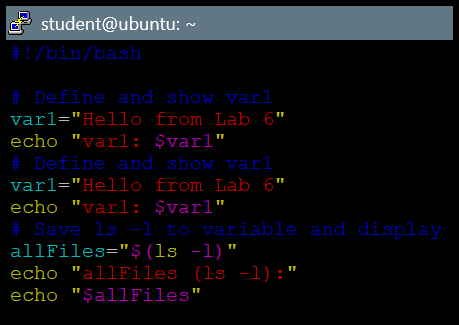 student@ubuntu: ~
#!/bin/bash
# Define and show var1
var1="Hello from Lab 6"
echo "var1: $var1"
# Define and show var1
var1="Hello from Lab 6"
echo "var1: $var1"
# Save ls -l to variable and display
allFiles="$(ls -l)"
echo "allFiles (ls -l):"
echo "$allFiles"